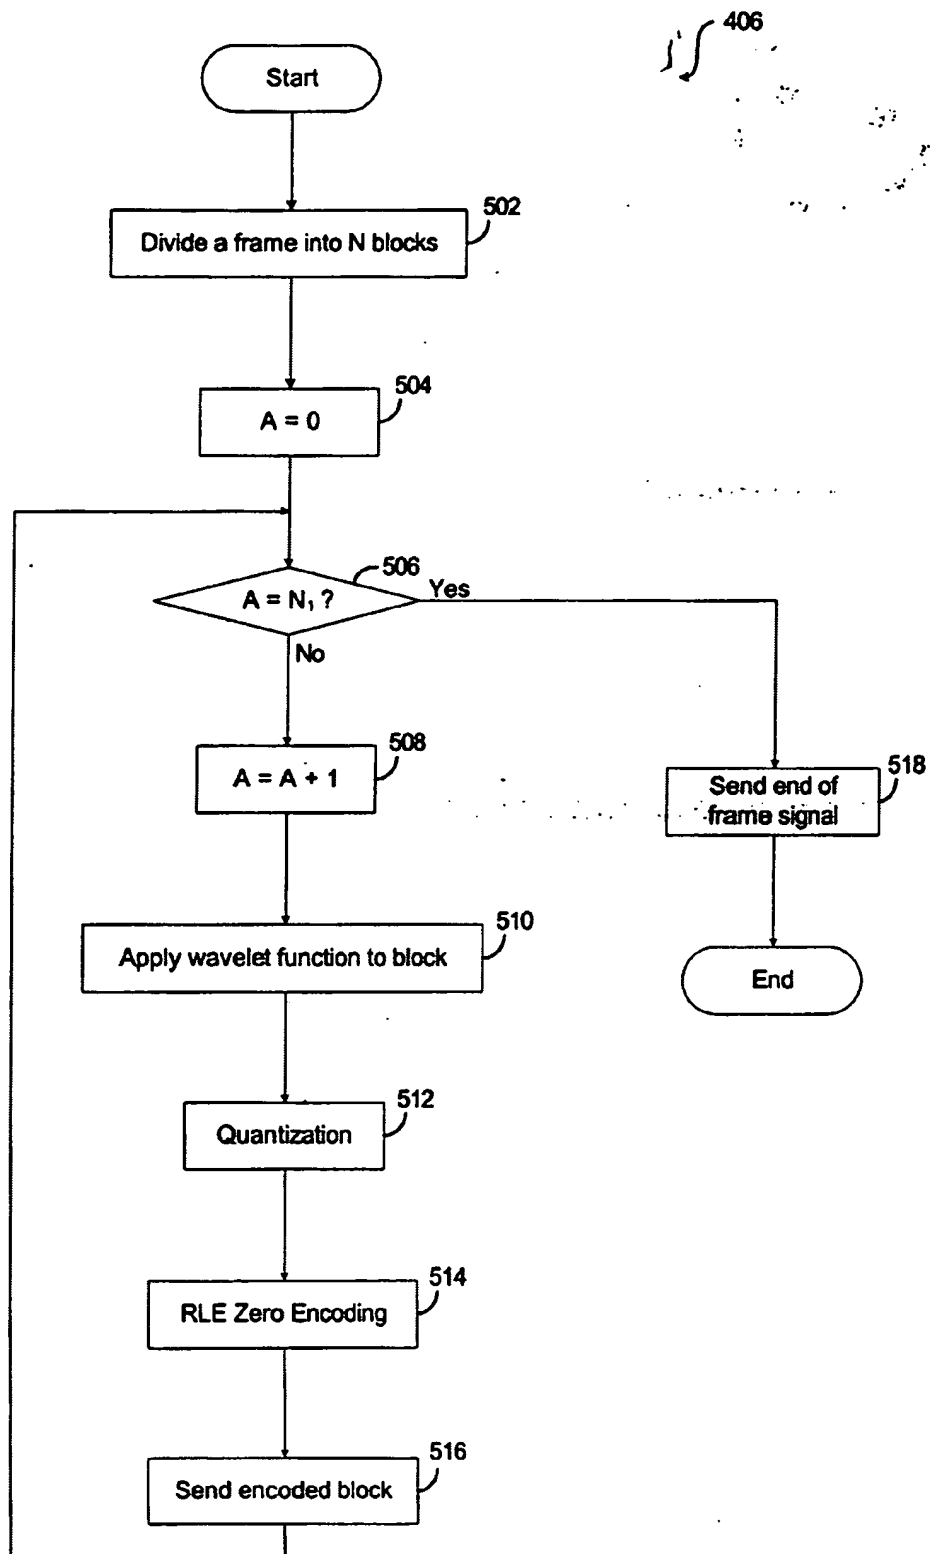 406
Start
502
Divide a frame into N blocks
504
A = 0
506
A = N, ?
Yes
No
508
A = A + 1
518
Send end of
frame signal
510
Apply wavelet function to block
End
512
Quantization
514
RLE Zero Encoding
516
Send encoded block